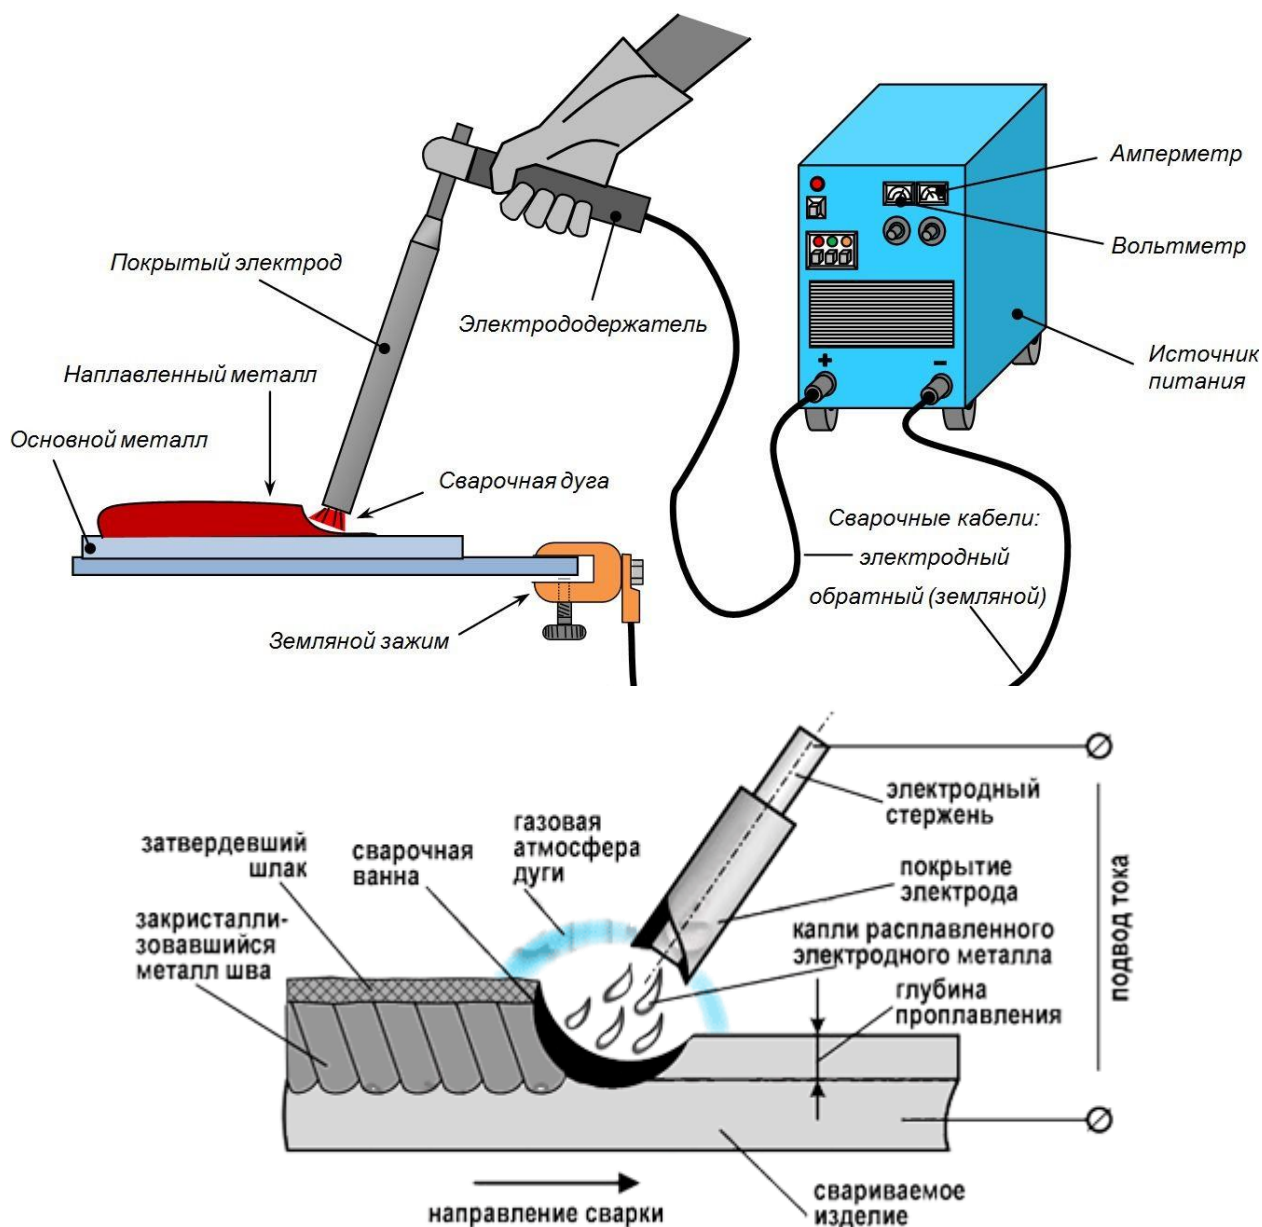 Амперметр
Вольтметр
Покрытый электрод
Электрододержатель
Источник
питания
Наплавленный металл
Основной металл
Сварочная дуга
Сварочные кабели:
электродный
обратный (земляной)
Земляной зажим
+
-
электродный
стержень
газовая
атмосфера
дуги
затвердевший
шлак
сварочная
ванна
покрытие
электрода
закристалли-
зовавшийся
металл шва
капли расплавленного
электродного металла
глубина
проплавления
подвод тока
направление сварки
свариваемое
изделие